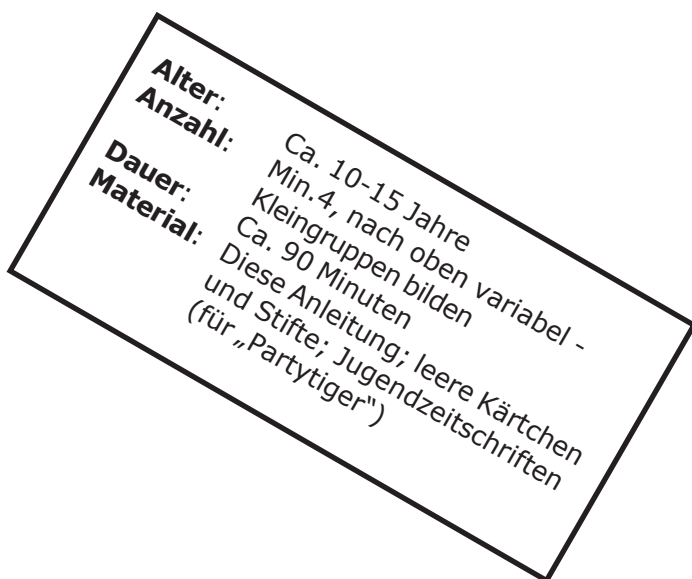 Alter: Ca. 10-15 Jahre
Anzahl: Min.4, nach oben variabel -
Kleingruppen bilden
Dauer: Ca. 90 Minuten
Material: Diese Anleitung; leere Kärtchen
und Stifte; Jugendzeitschriften
(für „Partytiger“)